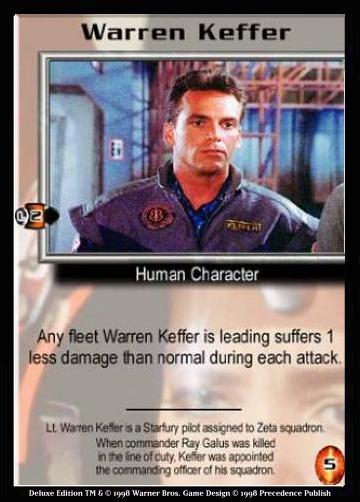 Warren Keffer
KEFFER
2
Human Character
Any fleet Warren Keffer is leading suffers 1
less damage than normal during each attack.
Lt. Warren Keffer is a Starfury pilot assigned to Zeta squadron.
When commander Ray Galus was killed
in the line of duty, Keffer was appointed
the commanding officer of his squadron.
5
Deluxe Edition TM & © 1998 Warner Bros. Game Design © 1998 Precedence Publish